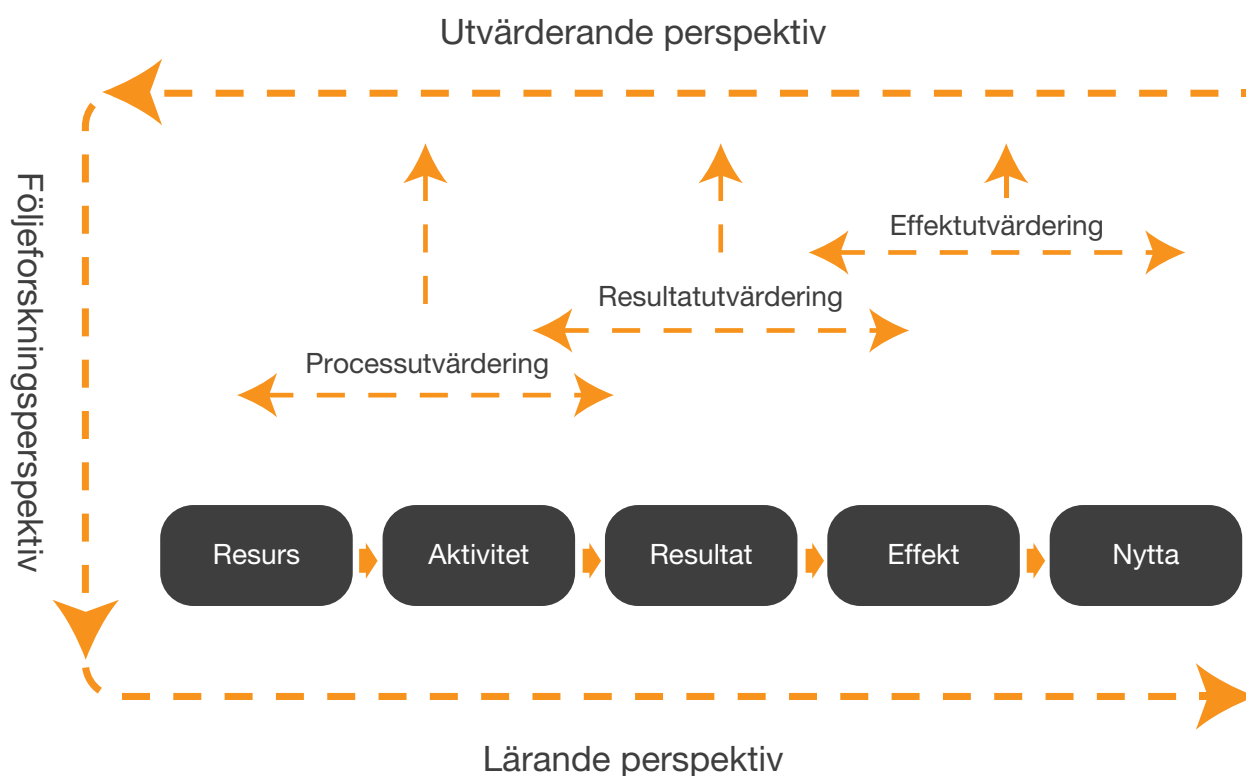 Utvärderande perspektiv
Följeforskningsperspektiv
Effektutvärdering
Resultatutvärdering
Processutvärdering
Resurs
Aktivitet
Resultat
Effekt
Nytta
Lärande perspektiv